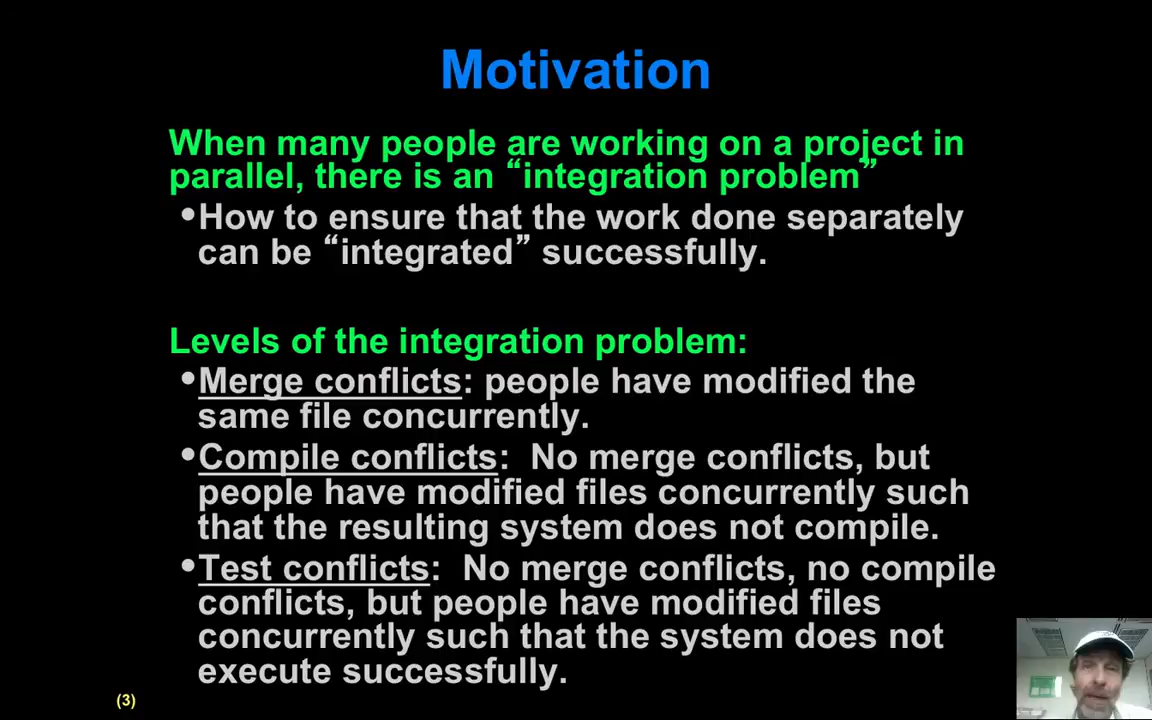 Motivation
When many people are working on a project in
parallel, there is an “integration problem”
•How to ensure that the work done separately
can be “integrated” successfully.
Levels of the integration problem:
•Merge conflicts: people have modified the
same file concurrently.
•Compile conflicts:  No merge conflicts, but
people have modified files concurrently such
that the resulting system does not compile.
•Test conflicts:  No merge conflicts, no compile
conflicts, but people have modified files
concurrently such that the system does not
execute successfully.
(3)